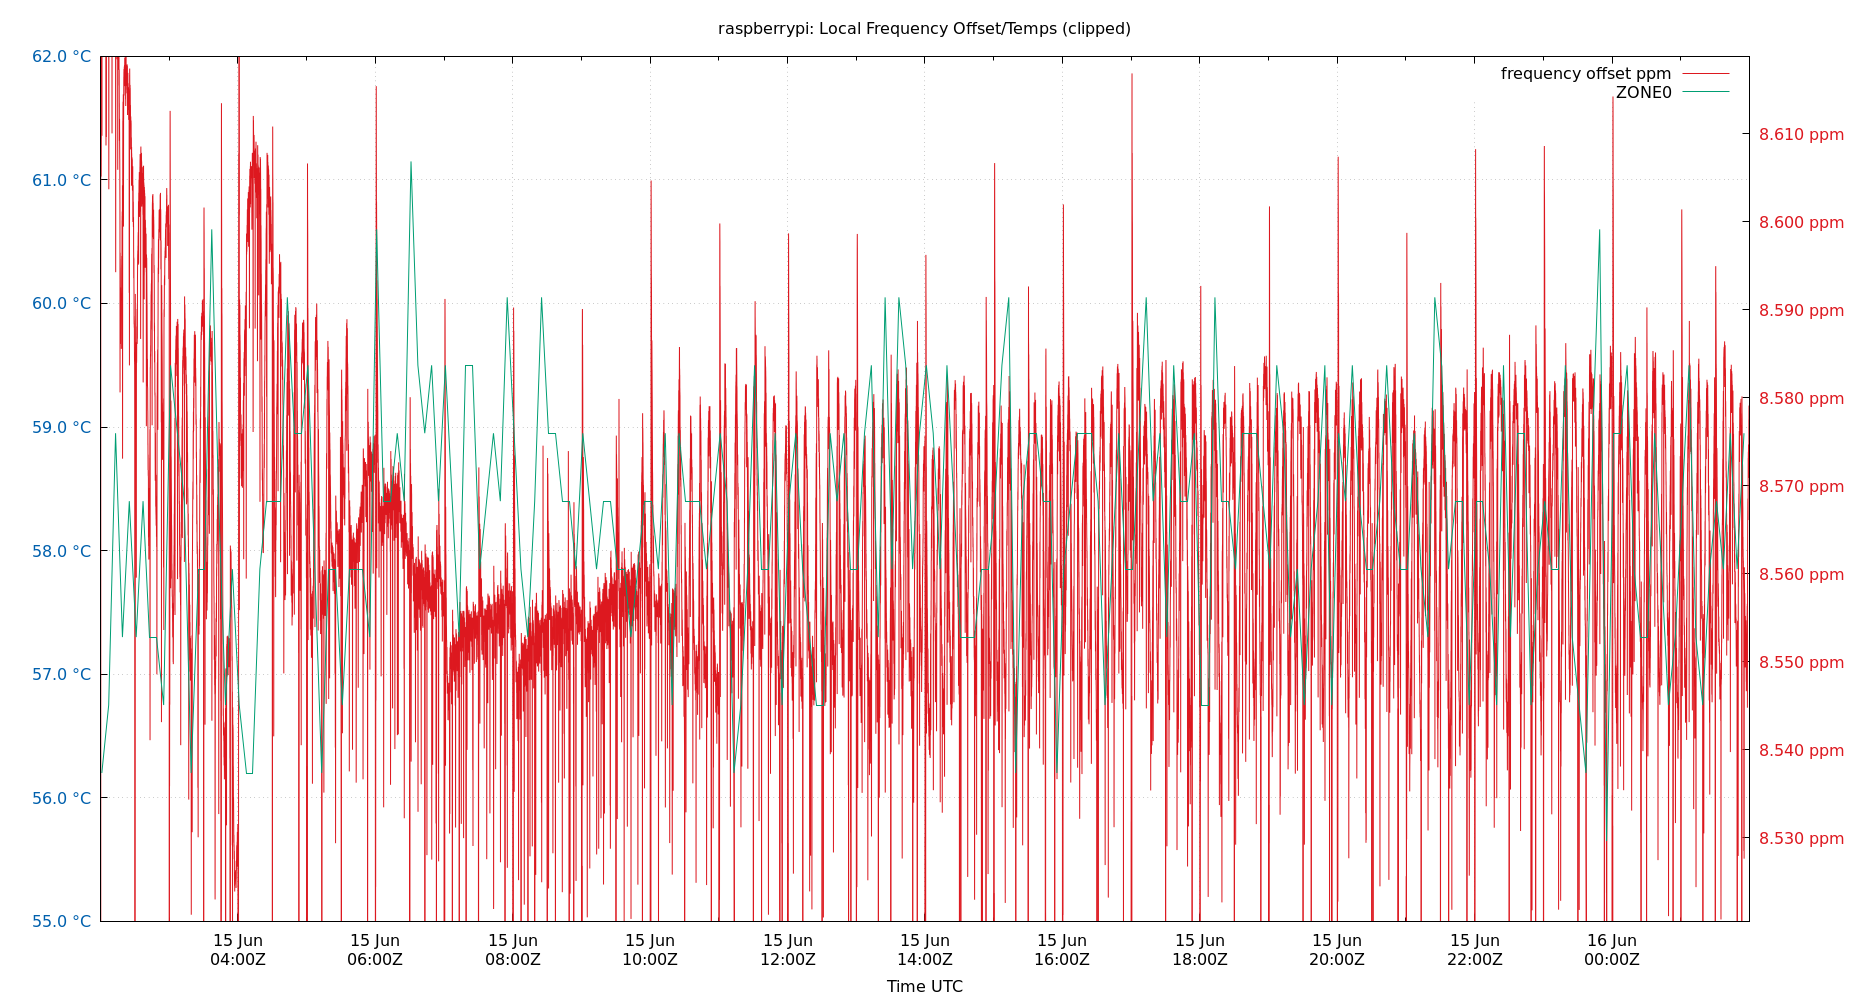 raspberrypi: Local Frequency Offset/Temps (clipped)
62.0 °C
61.0 °C
60.0 °C
59.0 °C
58.0 °C
57.0 °C
56.0 °C
55.0 °C
frequency offset ppm
ZONE0
8.610 ppm
8.600 ppm
8.590 ppm
8.580 ppm
8.570 ppm
8.560 ppm
8.550 ppm
8.540 ppm
8.530 ppm
15 Jun 15 Jun 15 Jun 15 Jun 15 Jun 15 Jun 15 Jun 15 Jun 15 Jun 15 Jun 16 Jun
04:00Z 06:00Z 08:00Z 10:00Z 12:00Z 14:00Z 16:00Z 18:00Z 20:00Z 22:00Z 00:00Z
Time UTC